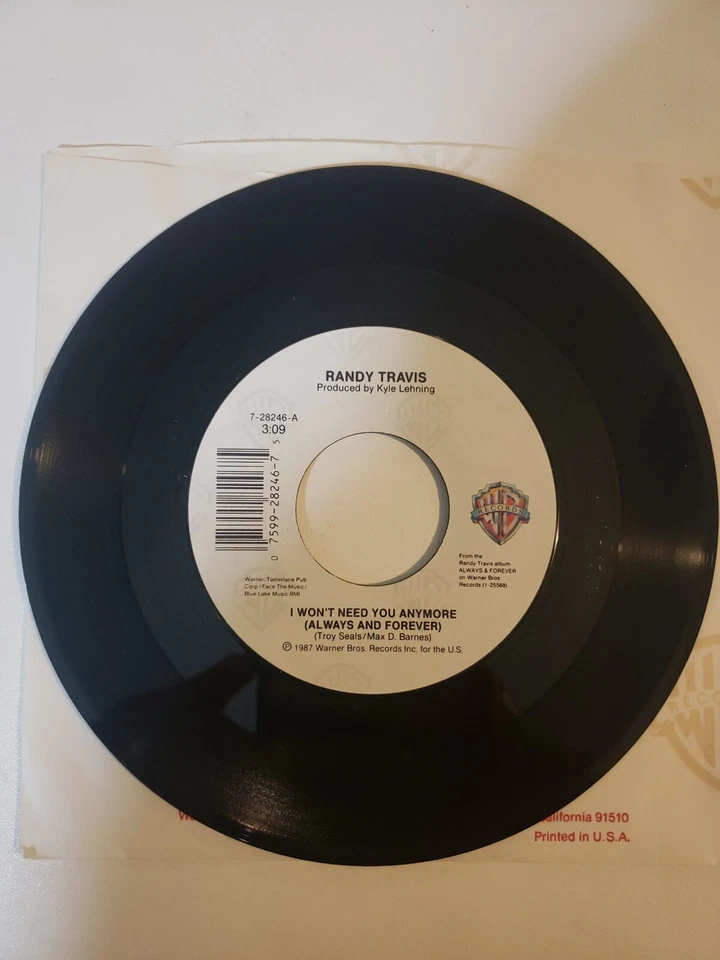 RANDY TRAVIS
Produced by Kyle Lehning
7-28246-A
3:09
0 7599-28246-7 5
RECORDS
From the
Randy Travis album
ALWAYS & FOREVER
on Warner Bros.
Records (1-25568)
Warner-Tamerlane Pub
Corp./Face The Music/
Blue Lake Music BMI
I WON'T NEED YOU ANYMORE
(ALWAYS AND FOREVER)
(Troy Seals/Max D. Barnes)
℗ 1987 Warner Bros. Records Inc. for the U.S.
RECO
alifornia 91510
Printed in U.S.A.